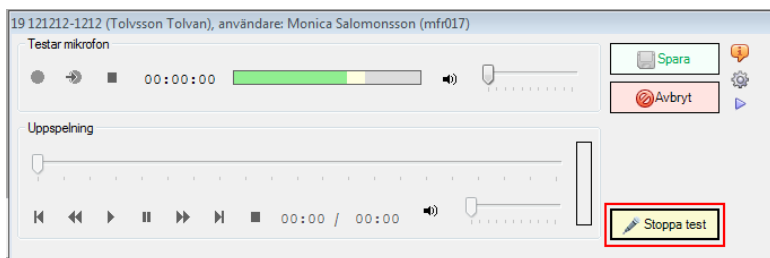 19 121212-1212 (Tolvsson Tolvan), användare: Monica Salomonsson (mfr017)
Testar mikrofon
00:00:00
Spara
Avbryt
Uppspelning
00:00 / 00:00
Stoppa test